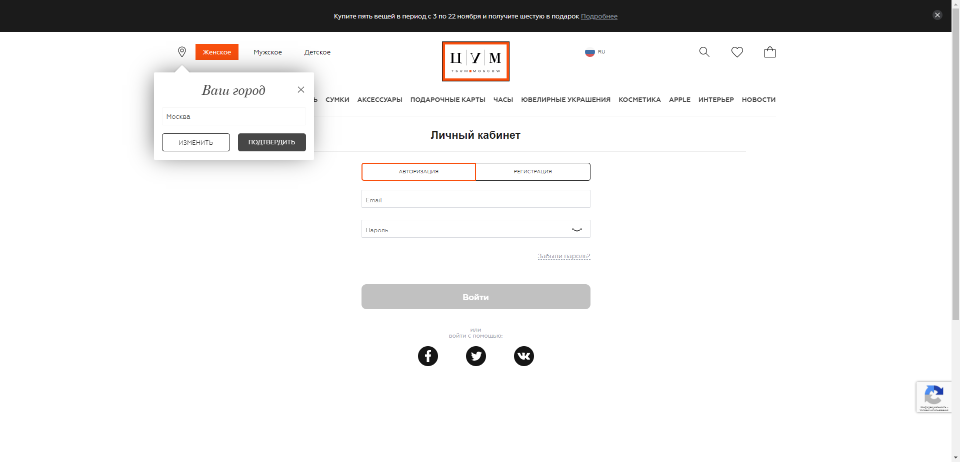 Купите пять вещей в период с 3 по 22 ноября и получите шестую в подарок Подробнее
Женское
Мужское
Детское
ЦУМ
RU
Ваш город
Москва
ИЗМЕНИТЬ
ПОДТВЕРДИТЬ
СУМКИ АКСЕССУАРЫ ПОДАРОЧНЫЕ КАРТЫ ЧАСЫ ЮВЕЛИРНЫЕ УКРАШЕНИЯ КОСМЕТИКА APPLE ИНТЕРЬЕР НОВОСТИ
Личный кабинет
АВТОРИЗАЦИЯ
РЕГИСТРАЦИЯ
Email
Пароль
Забыли пароль?
Войти
или
войти с помощью: